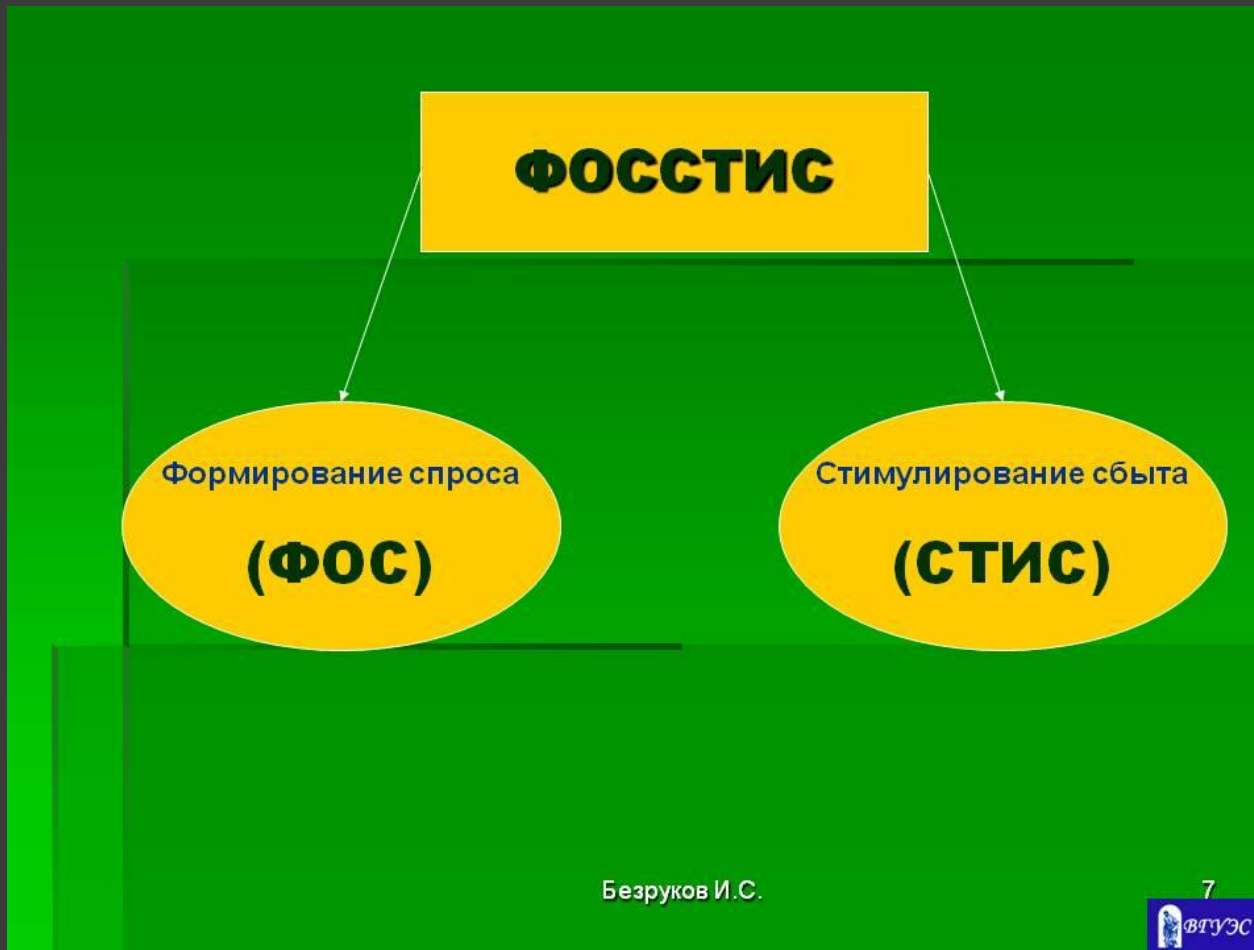 ФОССТИС
Формирование спроса
(ФОС)
Стимулирование сбыта
(СТИС)
Безруков И.С.
7
ВГУЭС